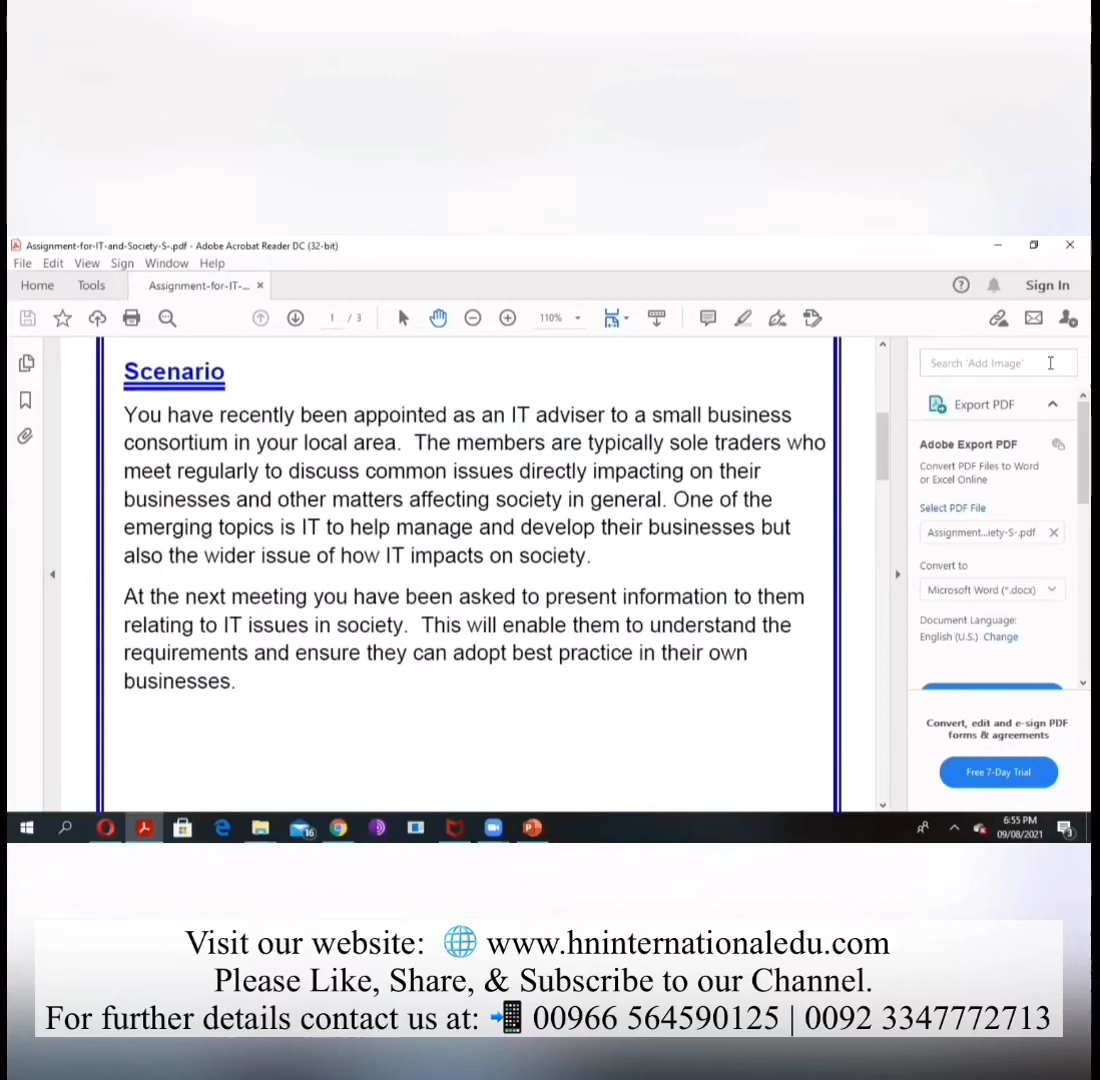 Assignment-for-IT-and-Society-S-.pdf - Adobe Acrobat Reader DC (32-bit)
File Edit View Sign Window Help
Home Tools Assignment-for-IT-... × Sign In
1 / 3 110%
Scenario
You have recently been appointed as an IT adviser to a small business
consortium in your local area. The members are typically sole traders who
meet regularly to discuss common issues directly impacting on their
businesses and other matters affecting society in general. One of the
emerging topics is IT to help manage and develop their businesses but
also the wider issue of how IT impacts on society.
At the next meeting you have been asked to present information to them
relating to IT issues in society. This will enable them to understand the
requirements and ensure they can adopt best practice in their own
businesses.
Search 'Add Image'
Export PDF
Adobe Export PDF
Convert PDF Files to Word
or Excel Online
Select PDF File
Assignment...iety-S-.pdf
Convert to
Microsoft Word (*.docx)
Document Language:
English (U.S.) Change
Convert, edit and e-sign PDF
forms & agreements
Free 7-Day Trial
16
6:55 PM
09/08/2021
3
Visit our website: 🌐 www.hninternationaledu.com
Please Like, Share, & Subscribe to our Channel.
For further details contact us at: 📲 00966 564590125 | 0092 3347772713